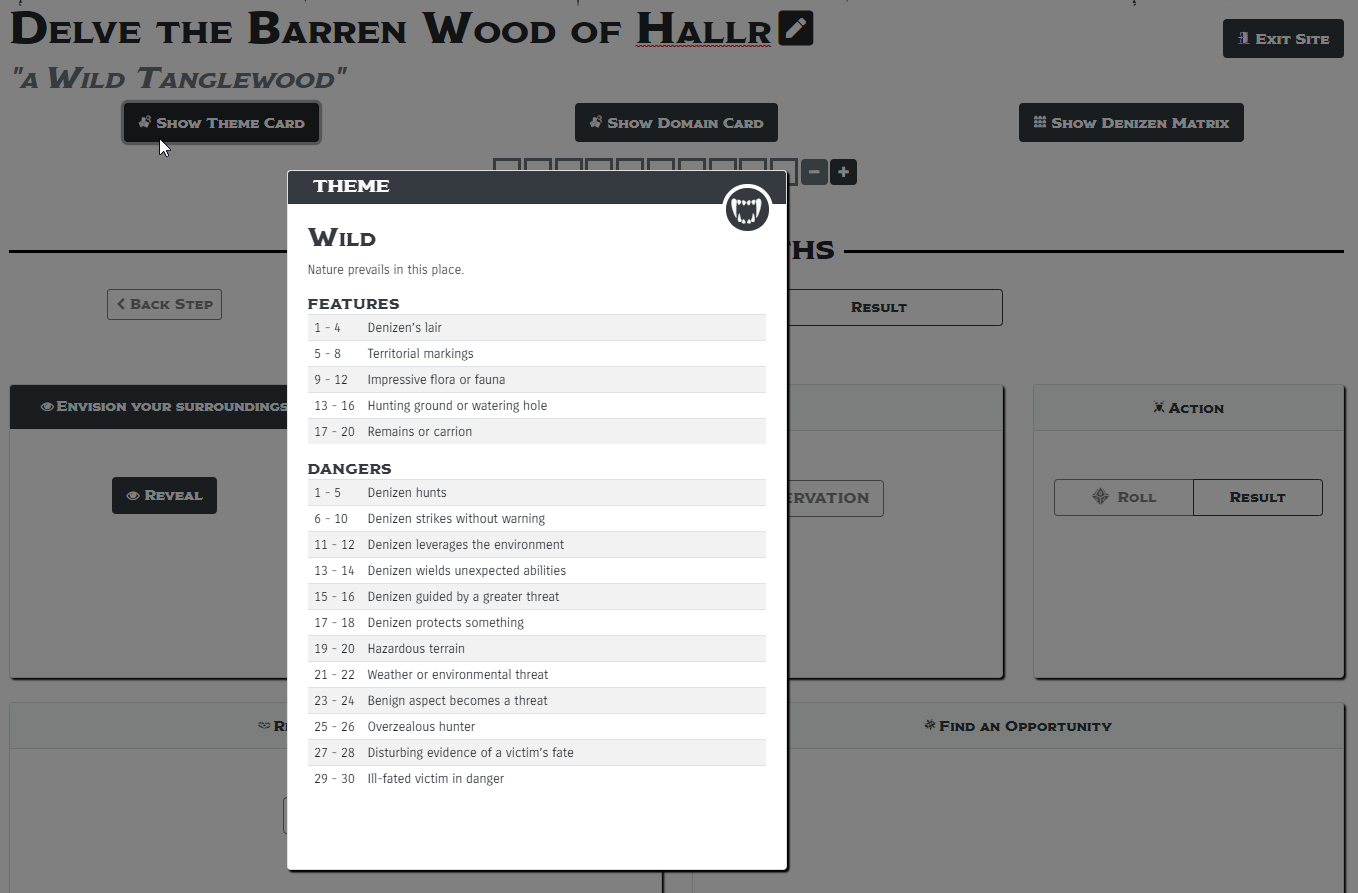 Delve the Barren Wood of Hallr
Exit Site
"a Wild Tanglewood"
Show Theme Card
Show Domain Card
Show Denizen Matrix
THEME
Wild
Nature prevails in this place.
Back Step
Result
FEATURES
1 - 4 Denizen's lair
5 - 8 Territorial markings
9 - 12 Impressive flora or fauna
13 - 16 Hunting ground or watering hole
17 - 20 Remains or carrion
Envision your surroundings
Reveal
Action
Roll
Result
DANGERS
1 - 5 Denizen hunts
6 - 10 Denizen strikes without warning
11 - 12 Denizen leverages the environment
13 - 14 Denizen wields unexpected abilities
15 - 16 Denizen guided by a greater threat
17 - 18 Denizen protects something
19 - 20 Hazardous terrain
21 - 22 Weather or environmental threat
23 - 24 Benign aspect becomes a threat
25 - 26 Overzealous hunter
27 - 28 Disturbing evidence of a victim's fate
29 - 30 Ill-fated victim in danger
Find an Opportunity